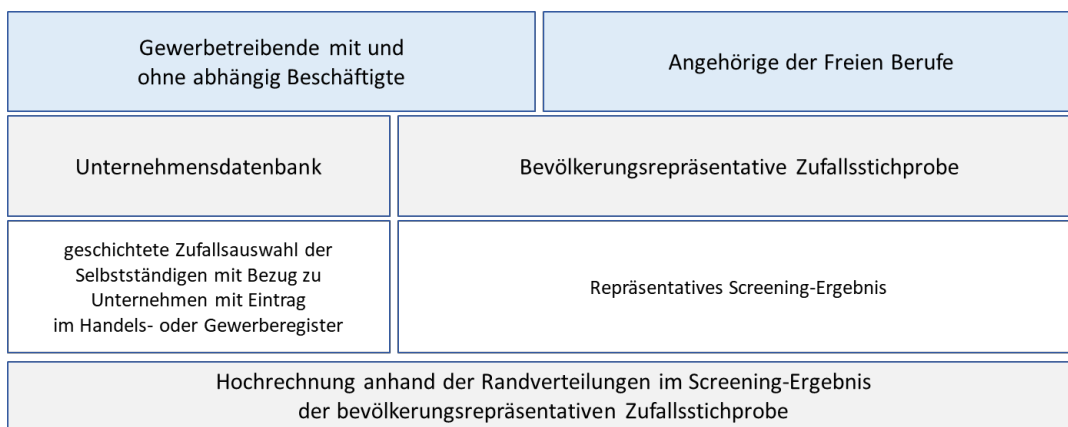 Gewerbetreibende mit und
ohne abhängig Beschäftigte
Angehörige der Freien Berufe
Unternehmensdatenbank
Bevölkerungsrepräsentative Zufallsstichprobe
geschichtete Zufallsauswahl der
Selbstständigen mit Bezug zu
Unternehmen mit Eintrag
im Handels- oder Gewerberegister
Repräsentatives Screening-Ergebnis
Hochrechnung anhand der Randverteilungen im Screening-Ergebnis
der bevölkerungsrepräsentativen Zufallsstichprobe